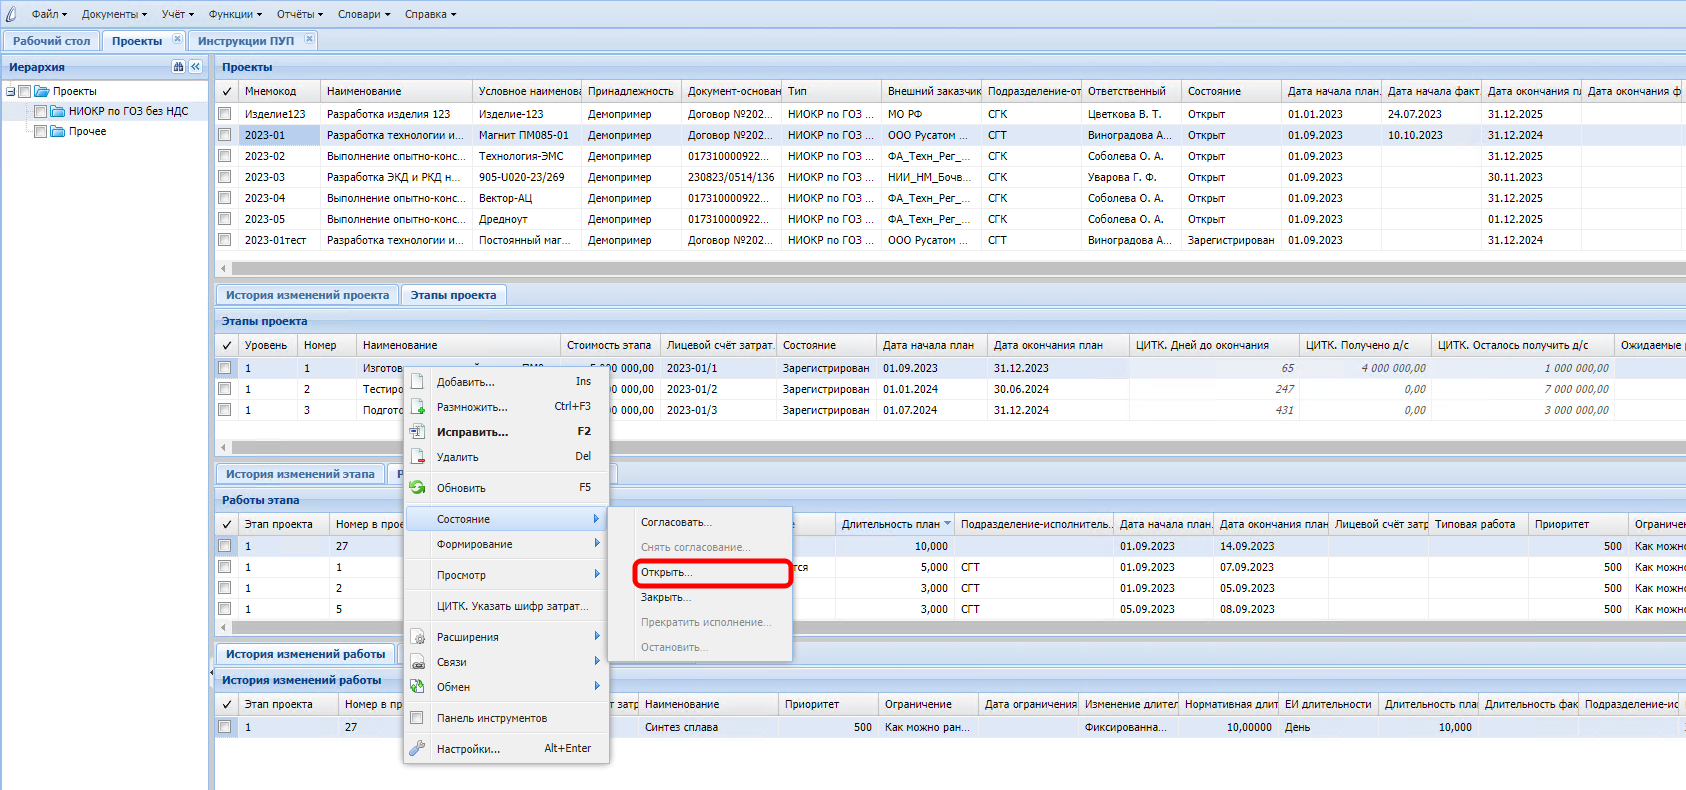 Файл Документы Учёт Функции Отчёты Словари Справка
Рабочий стол Проекты Инструкции ПУП
Иерархия
Проекты
НИОКР по ГОЗ без НДС
Прочее
Проекты
Мнемокод Наименование Условное наименова Принадлежность Документ-основан Тип Внешний заказчик Подразделение-от Ответственный Состояние Дата начала план. Дата начала факт. Дата окончания пл Дата окончания ф
Изделие123 Разработка изделия 123 Изделие-123 Демопример Договор №202... НИОКР по ГОЗ ... МО РФ СГК Цветкова В. Т. Открыт 01.01.2023 24.07.2023 31.12.2025
2023-01 Разработка технологии и... Магнит ПМ085-01 Демопример Договор №202... НИОКР по ГОЗ ... ООО Русатом ... СГТ Виноградова А... Открыт 01.09.2023 10.10.2023 31.12.2024
2023-02 Выполнение опытно-конс... Технология-ЭМС Демопример 017310000922... НИОКР по ГОЗ ... ФА_Техн_Рег_... СГК Соболева О. А. Открыт 01.09.2023 31.12.2025
2023-03 Разработка ЭКД и РКД н... 905-U020-23/269 Демопример 230823/0514/136 НИОКР по ГОЗ ... НИИ_НМ_Бочв... СГК Уварова Г. Ф. Открыт 01.09.2023 30.11.2023
2023-04 Выполнение опытно-конс... Вектор-АЦ Демопример 017310000922... НИОКР по ГОЗ ... ФА_Техн_Рег_... СГК Соболева О. А. Открыт 01.09.2023 31.12.2025
2023-05 Выполнение опытно-конс... Дредноут Демопример 017310000922... НИОКР по ГОЗ ... ФА_Техн_Рег_... СГК Соболева О. А. Открыт 01.09.2023 01.12.2025
2023-01тест Разработка технологии и... Постоянный маг... Демопример Договор №202... НИОКР по ГОЗ ... ООО Русатом ... СГТ Виноградова А... Зарегистрирован 01.09.2023 31.12.2024
История изменений проекта Этапы проекта
Этапы проекта
Уровень Номер Наименование Стоимость этапа Лицевой счёт затрат. Состояние Дата начала план Дата окончания план ЦИТК. Дней до окончания ЦИТК. Получено д/с ЦИТК. Осталось получить д/с Ожидаемые
1 1 Изготов 000 000,00 2023-01/1 Зарегистрирован 01.09.2023 31.12.2023 65 4 000 000,00 1 000 000,00
1 2 Тестиро 000 000,00 2023-01/2 Зарегистрирован 01.01.2024 30.06.2024 247 0,00 7 000 000,00
1 3 Подгото 000 000,00 2023-01/3 Зарегистрирован 01.07.2024 31.12.2024 431 0,00 3 000 000,00
Добавить... Ins
Размножить... Ctrl+F3
Исправить... F2
Удалить Del
Обновить F5
Состояние
Формирование
Просмотр
ЦИТК. Указать шифр затрат...
Расширения
Связи
Обмен
Панель инструментов
Настройки... Alt+Enter
Согласовать...
Снять согласование...
Открыть...
Закрыть...
Прекратить исполнение...
Остановить...
История изменений этапа Р
Работы этапа
Этап проекта Номер в прое е Длительность план Подразделение-исполнитель.. Дата начала план. Дата окончания план Лицевой счёт затр Типовая работа Приоритет Ограничен
1 27 10,000 01.09.2023 14.09.2023 500 Как можно
1 1 тся 5,000 СГТ 01.09.2023 07.09.2023 500 Как можно
1 2 3,000 СГТ 01.09.2023 05.09.2023 500 Как можно
1 5 3,000 СГТ 05.09.2023 08.09.2023 500 Как можно
История изменений работы
История изменений работы
Этап проекта Номер в пр т затр Наименование Приоритет Ограничение Дата ограничения Изменение длител Нормативная длит ЕИ длительности Длительность план Длительность фак Подразделение-ис
1 27 Синтез сплава 500 Как можно ран... Фиксированна... 10,00000 День 10,000